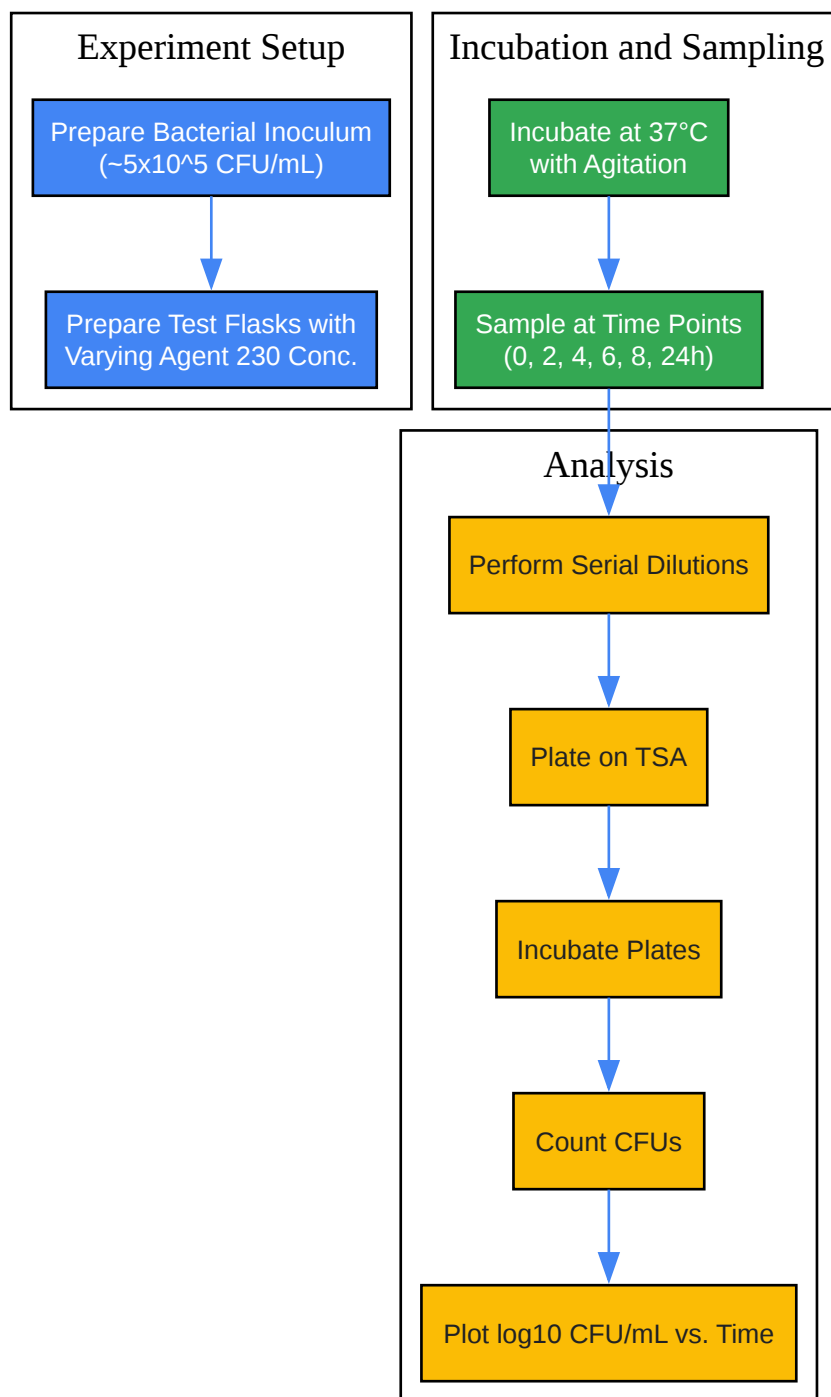 Experiment Setup
Prepare Bacterial Inoculum
(~5x10^5 CFU/mL)
Prepare Test Flasks with
Varying Agent 230 Conc.
Incubation and Sampling
Incubate at 37°C
with Agitation
Sample at Time Points
(0, 2, 4, 6, 8, 24h)
Analysis
Perform Serial Dilutions
Plate on TSA
Incubate Plates
Count CFUs
Plot log10 CFU/mL vs. Time